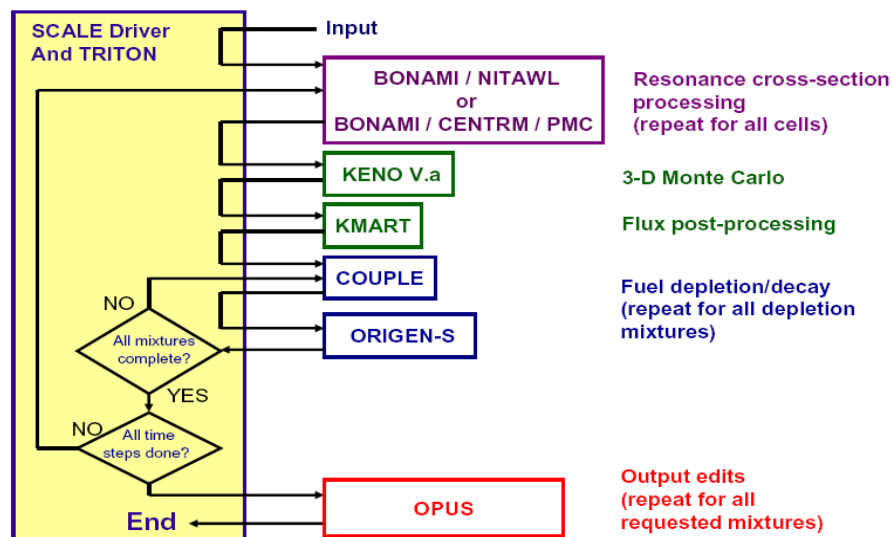 SCALE Driver
And TRITON
Input
BONAMI / NITAWL
or
BONAMI / CENTRM / PMC
Resonance cross-section
processing
(repeat for all cells)
KENO V.a
3-D Monte Carlo
KMART
Flux post-processing
COUPLE
Fuel depletion/decay
(repeat for all depletion
mixtures)
NO
ORIGEN-S
All mixtures
complete?
YES
NO
All time
steps done?
OPUS
Output edits
(repeat for all
requested mixtures)
End